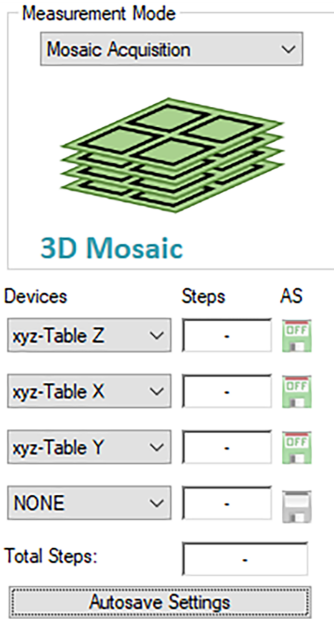 Measurement Mode
Mosaic Acquisition
3D Mosaic
Devices Steps AS
xyz-Table Z - OFF
xyz-Table X - OFF
xyz-Table Y - OFF
NONE -
Total Steps: -
Autosave Settings